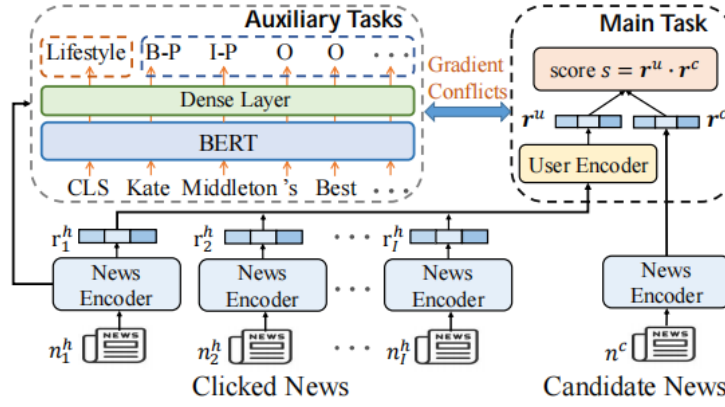 Auxiliary Tasks
Lifestyle B-P I-P O O ...
Dense Layer
BERT
CLS Kate Middleton 's Best ...
Gradient
Conflicts
Main Task
score s = r^u · r^c
r^u r^c
User Encoder
r_1^h r_2^h ... r_I^h
News
Encoder
News
Encoder
...
News
Encoder
News
Encoder
n_1^h NEWS n_2^h NEWS ... n_I^h NEWS n^c NEWS
Clicked News Candidate News